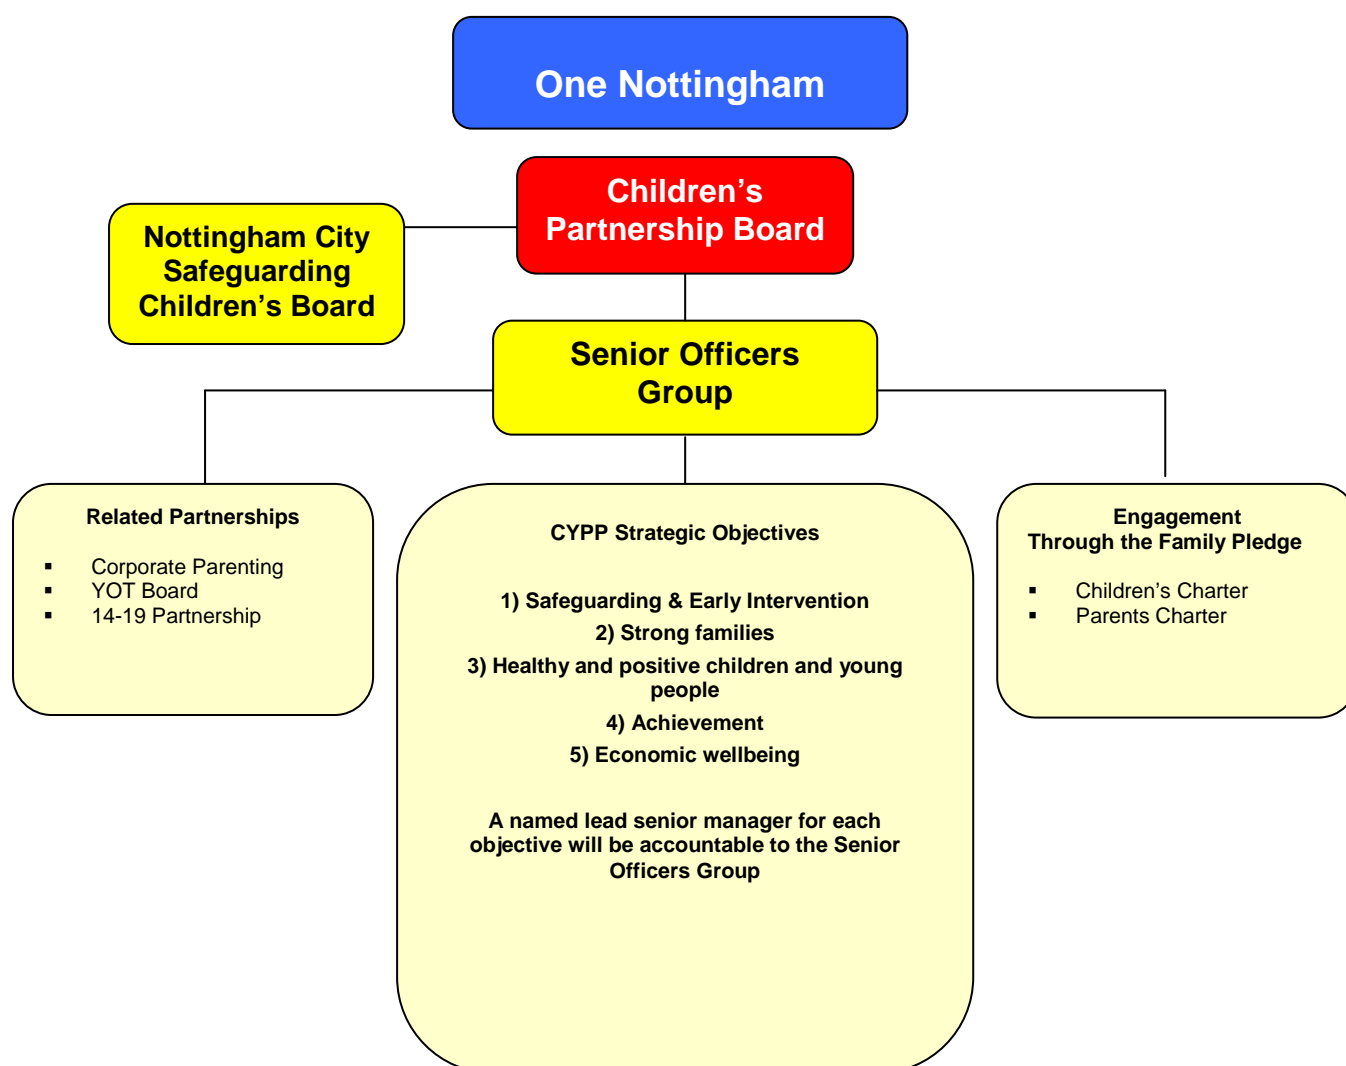 One Nottingham
Children’s
Partnership Board
Nottingham City
Safeguarding
Children’s Board
Senior Officers
Group
Related Partnerships
▪ Corporate Parenting
▪ YOT Board
▪ 14-19 Partnership
CYPP Strategic Objectives
1) Safeguarding & Early Intervention
2) Strong families
3) Healthy and positive children and young
people
4) Achievement
5) Economic wellbeing
A named lead senior manager for each
objective will be accountable to the Senior
Officers Group
Engagement
Through the Family Pledge
▪ Children’s Charter
▪ Parents Charter